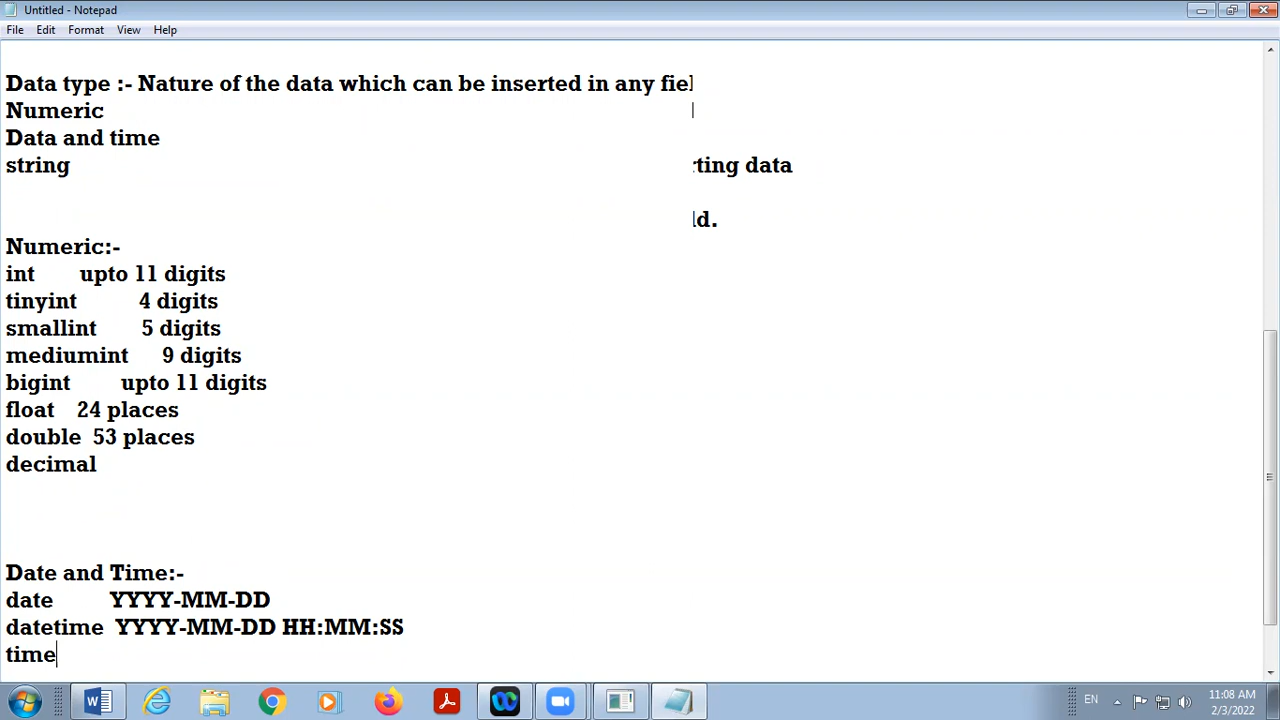 Untitled - Notepad
File Edit Format View Help
Data type :- Nature of the data which can be inserted in any fiel
Numeric
Data and time
string rting data
ld.
Numeric:-
int upto 11 digits
tinyint 4 digits
smallint 5 digits
mediumint 9 digits
bigint upto 11 digits
float 24 places
double 53 places
decimal
Date and Time:-
date YYYY-MM-DD
datetime YYYY-MM-DD HH:MM:SS
time
EN
11:08 AM
2/3/2022